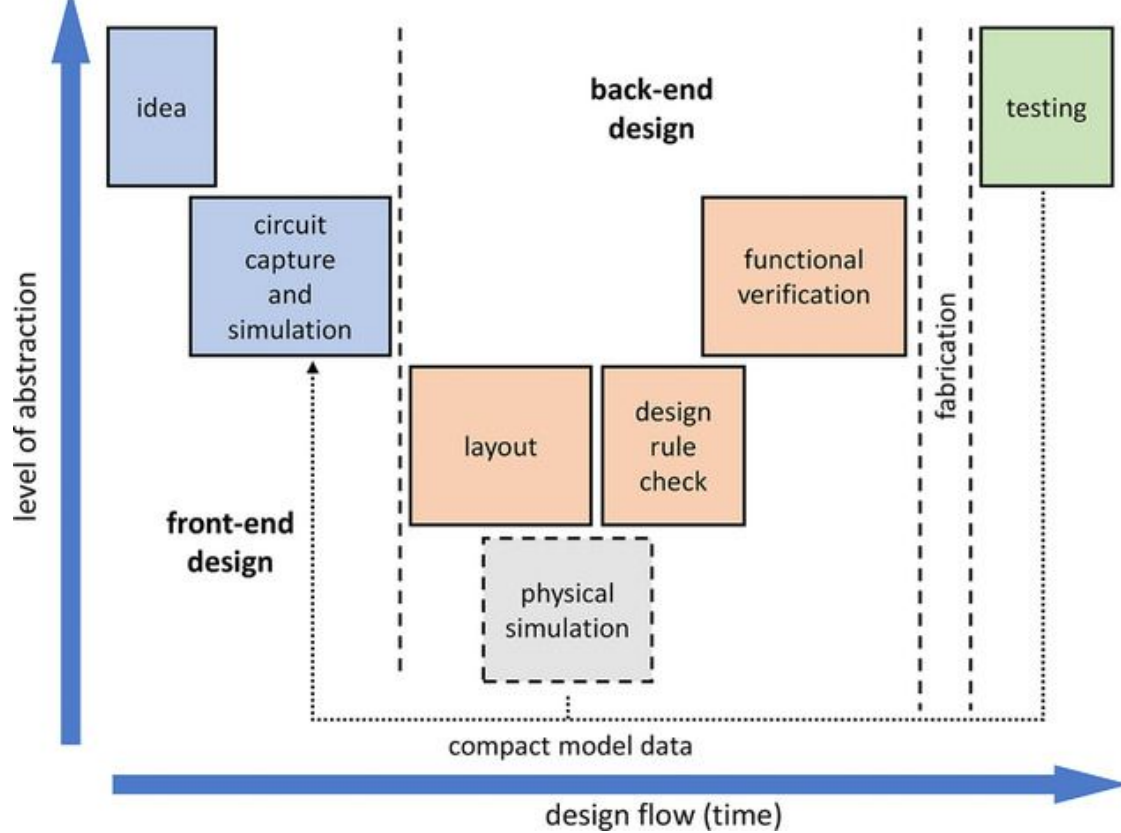 idea
back-end
design
testing
circuit
capture
and
simulation
functional
verification
level of abstraction
fabrication
layout
design
rule
check
front-end
design
physical
simulation
compact model data
design flow (time)